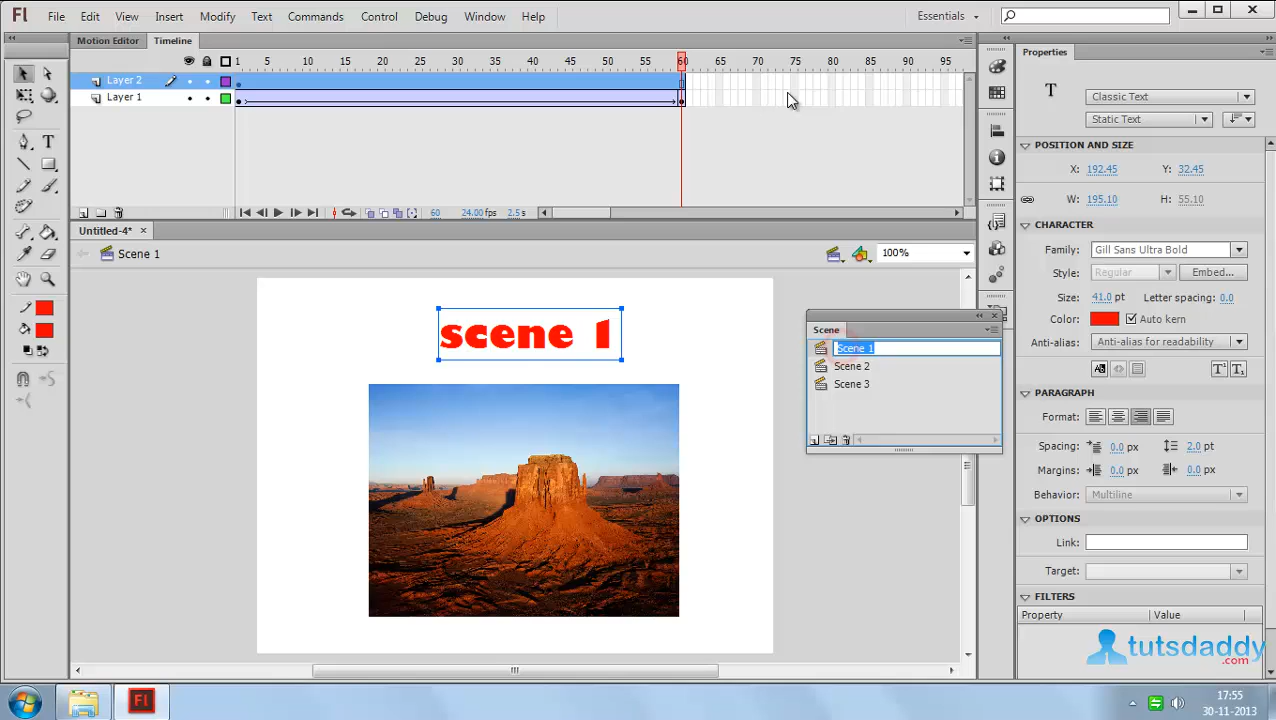 Fl File Edit View Insert Modify Text Commands Control Debug Window Help Essentials
Motion Editor Timeline
1 5 10 15 20 25 30 35 40 45 50 55 60 65 70 75 80 85 90 95
Layer 2
Layer 1
60 24.00 fps 2.5 s
Untitled-4*
Scene 1
100%
scene 1
Scene
Scene 1
Scene 2
Scene 3
Properties
T
Classic Text
Static Text
POSITION AND SIZE
X: 192.45 Y: 32.45
W: 195.10 H: 55.10
CHARACTER
Family: Gill Sans Ultra Bold
Style: Regular Embed...
Size: 41.0 pt Letter spacing: 0.0
Color: Auto kern
Anti-alias: Anti-alias for readability
PARAGRAPH
Format:
Spacing: 0.0 px 2.0 pt
Margins: 0.0 px 0.0 px
Behavior: Multiline
OPTIONS
Link:
Target:
FILTERS
Property Value
tutsdaddy
.com
Fl
17:55
30-11-2013